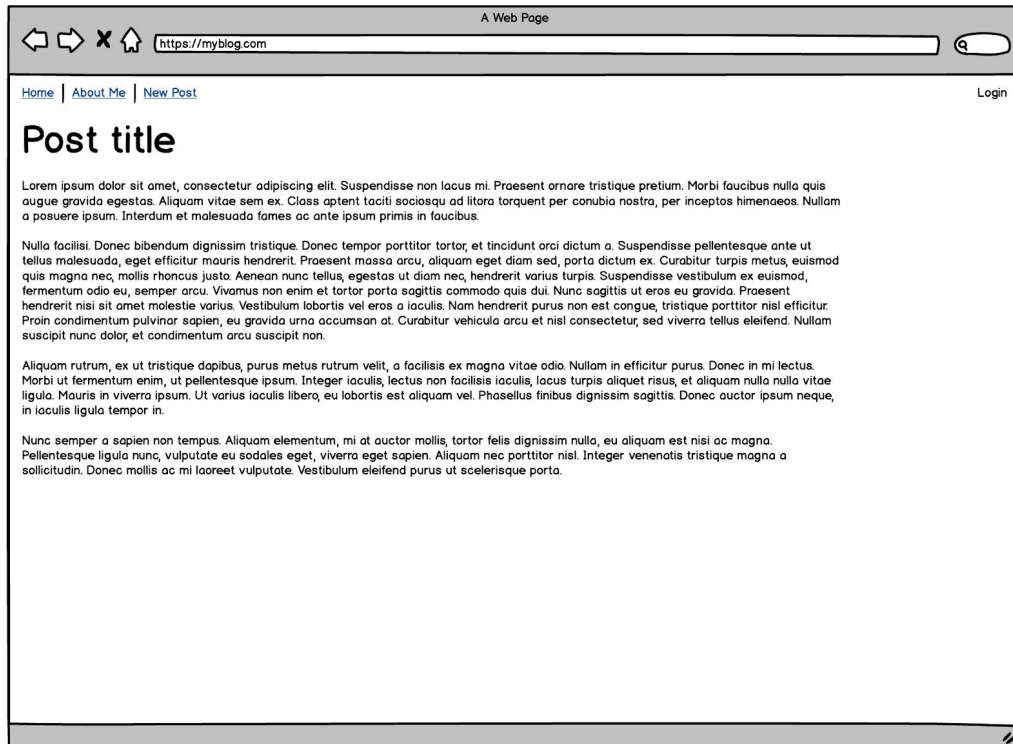 A Web Page
https://myblog.com
Home | About Me | New Post
Login
Post title
Lorem ipsum dolor sit amet, consectetur adipiscing elit. Suspendisse non lacus mi. Praesent ornare tristique pretium. Morbi faucibus nulla quis
augue gravida egestas. Aliquam vitae sem ex. Class aptent taciti sociosqu ad litora torquent per conubia nostra, per inceptos himenaeos. Nullam
a posuere ipsum. Interdum et malesuada fames ac ante ipsum primis in faucibus.
Nulla facilisi. Donec bibendum dignissim tristique. Donec tempor porttitor tortor, et tincidunt orci dictum a. Suspendisse pellentesque ante ut
tellus malesuada, eget efficitur mauris hendrerit. Praesent massa arcu, aliquam eget diam sed, porta dictum ex. Curabitur turpis metus, euismod
quis magna nec, mollis rhoncus justo. Aenean nunc tellus, egestas ut diam nec, hendrerit varius turpis. Suspendisse vestibulum ex euismod,
fermentum odio eu, semper arcu. Vivamus non enim et tortor porta sagittis commodo quis dui. Nunc sagittis ut eros eu gravida. Praesent
hendrerit nisi sit amet molestie varius. Vestibulum lobortis vel eros a iaculis. Nam hendrerit purus non est congue, tristique porttitor nisl efficitur.
Proin condimentum pulvinar sapien, eu gravida urna accumsan at. Curabitur vehicula arcu et nisl consectetur, sed viverra tellus eleifend. Nullam
suscipit nunc dolor, et condimentum arcu suscipit non.
Aliquam rutrum, ex ut tristique dapibus, purus metus rutrum velit, a facilisis ex magna vitae odio. Nullam in efficitur purus. Donec in mi lectus.
Morbi ut fermentum enim, ut pellentesque ipsum. Integer iaculis, lectus non facilisis iaculis, lacus turpis aliquet risus, et aliquam nulla nulla vitae
ligula. Mauris in viverra ipsum. Ut varius iaculis libero, eu lobortis est aliquam vel. Phasellus finibus dignissim sagittis. Donec auctor ipsum neque,
in iaculis ligula tempor in.
Nunc semper a sapien non tempus. Aliquam elementum, mi at auctor mollis, tortor felis dignissim nulla, eu aliquam est nisi ac magna.
Pellentesque ligula nunc, vulputate eu sodales eget, viverra eget sapien. Aliquam nec porttitor nisl. Integer venenatis tristique magna a
sollicitudin. Donec mollis ac mi laoreet vulputate. Vestibulum eleifend purus ut scelerisque porta.